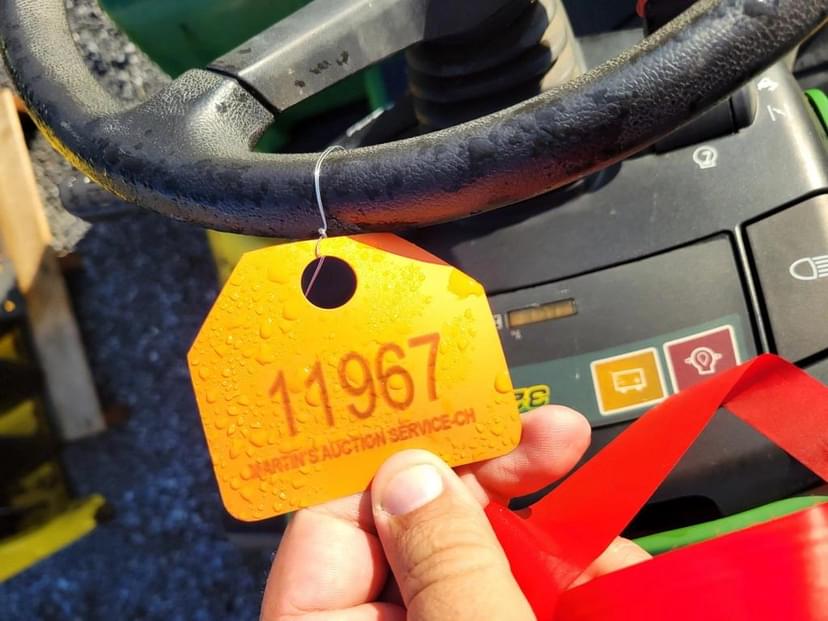 11967
MARTIN'S AUCTION SERVICE-CH